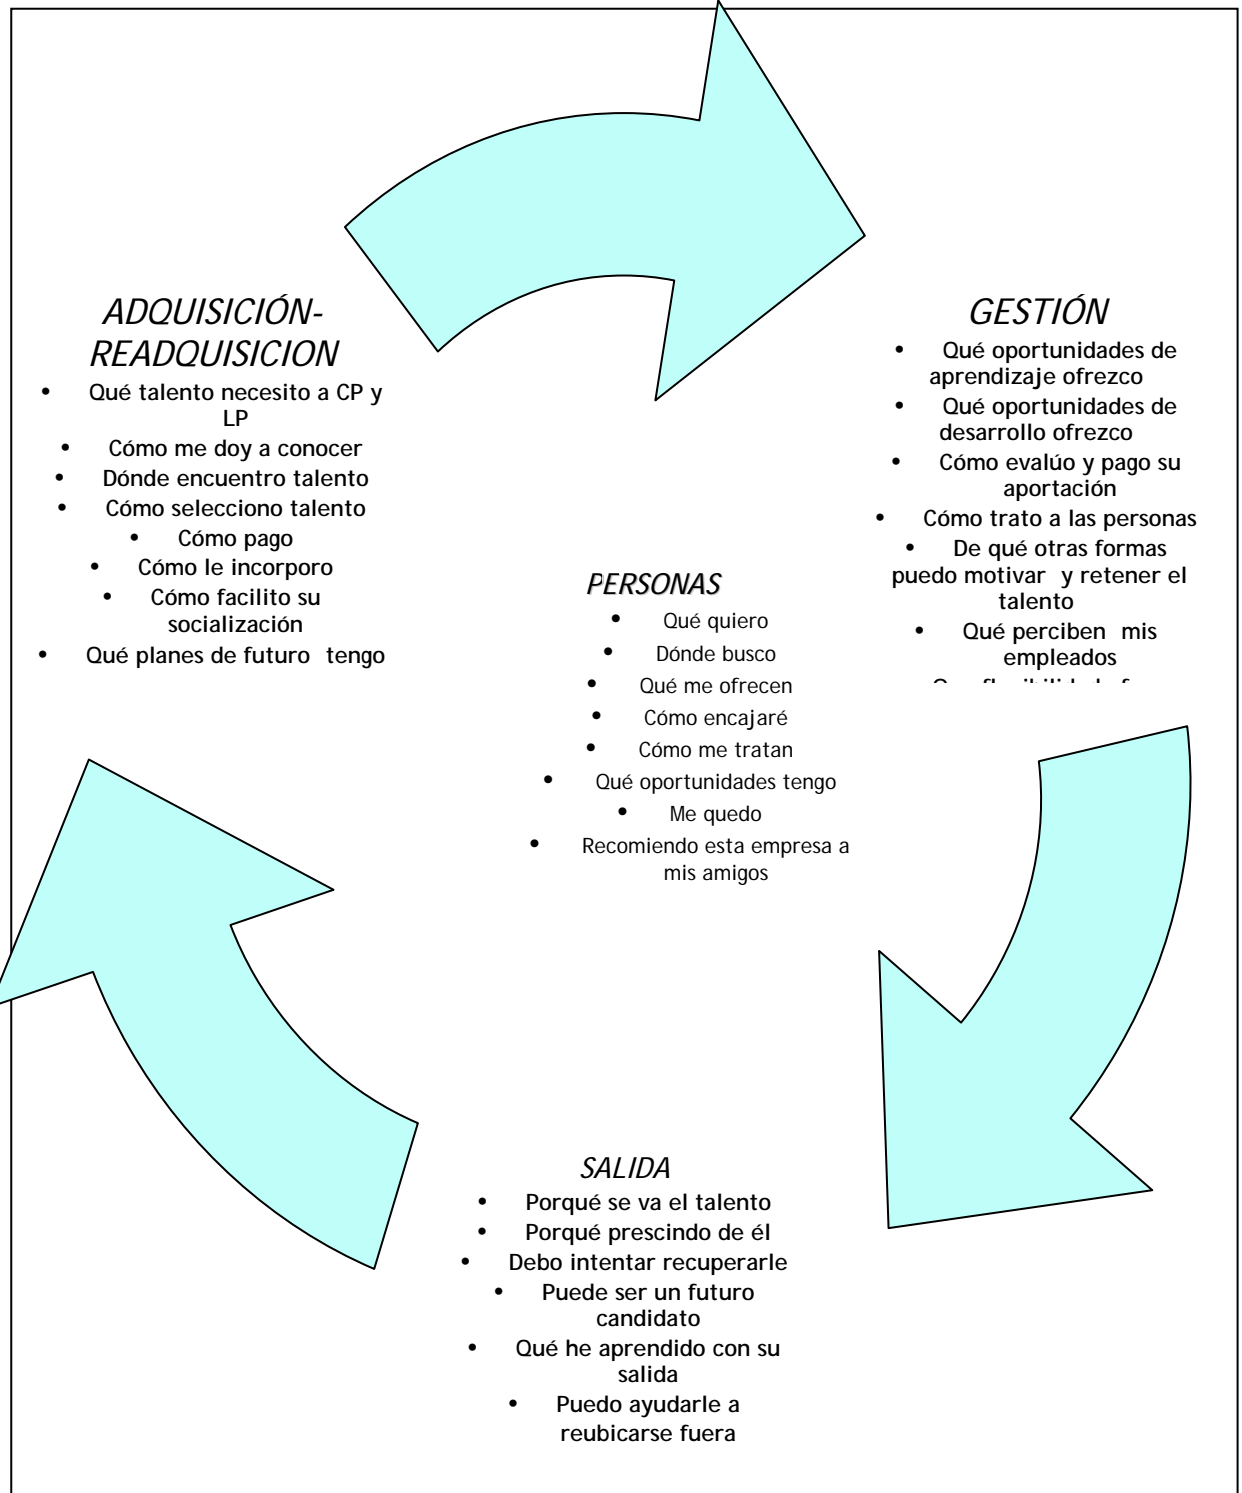 ADQUISICIÓN-
READQUISICION
• Qué talento necesito a CP y
LP
• Cómo me doy a conocer
• Dónde encuentro talento
• Cómo selecciono talento
• Cómo pago
• Cómo le incorporo
• Cómo facilito su
socialización
• Qué planes de futuro tengo
GESTIÓN
• Qué oportunidades de
aprendizaje ofrezco
• Qué oportunidades de
desarrollo ofrezco
• Cómo evalúo y pago su
aportación
• Cómo trato a las personas
• De qué otras formas
puedo motivar y retener el
talento
• Qué perciben mis
empleados
PERSONAS
• Qué quiero
• Dónde busco
• Qué me ofrecen
• Cómo encajaré
• Cómo me tratan
• Qué oportunidades tengo
• Me quedo
• Recomiendo esta empresa a
mis amigos
SALIDA
• Porqué se va el talento
• Porqué prescindo de él
• Debo intentar recuperarle
• Puede ser un futuro
candidato
• Qué he aprendido con su
salida
• Puedo ayudarle a
reubicarse fuera